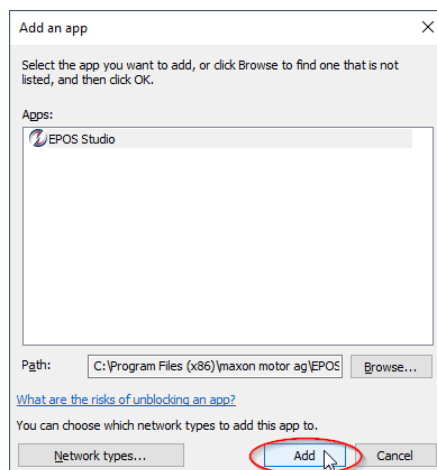 Add an app
Select the app you want to add, or click Browse to find one that is not
listed, and then click OK.
Apps:
EPOS Studio
Path: C:\Program Files (x86)\maxon motor ag\EPOS Browse...
What are the risks of unblocking an app?
You can choose which network types to add this app to.
Network types... Add Cancel